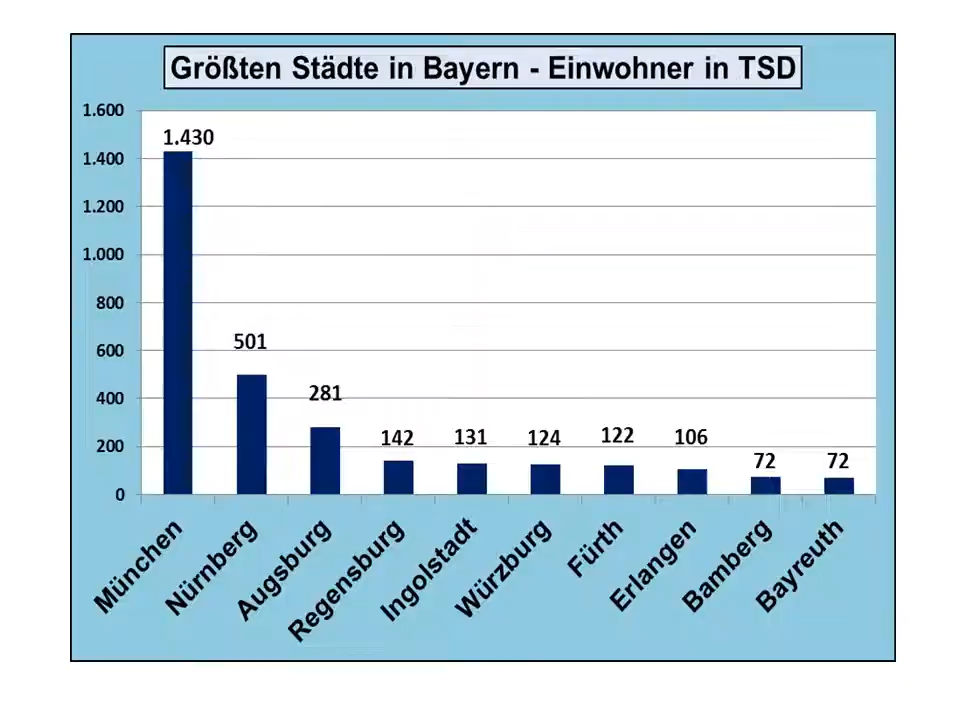 Größten Städte in Bayern - Einwohner in TSD
1.600
1.400
1.200
1.000
800
600
400
200
0
1.430
501
281
142
131
124
122
106
72
72
München
Nürnberg
Augsburg
Regensburg
Ingolstadt
Würzburg
Fürth
Erlangen
Bamberg
Bayreuth